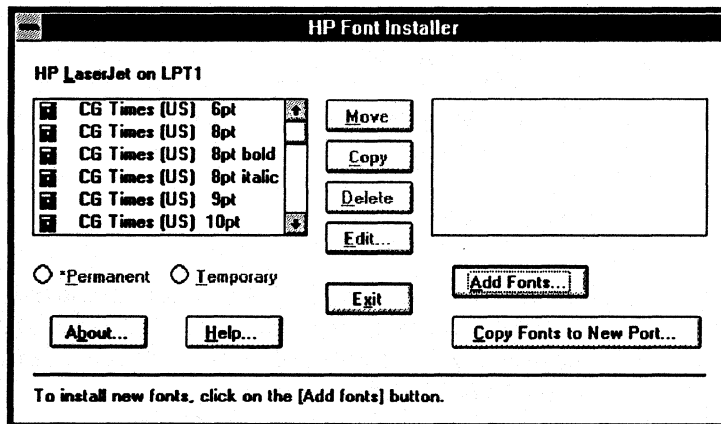 HP Font Installer
HP LaserJet on LPT1
CG Times (US) 6pt
CG Times (US) 8pt
CG Times (US) 8pt bold
CG Times (US) 8pt italic
CG Times (US) 9pt
CG Times (US) 10pt
Move
Copy
Delete
Edit...
*Permanent
Temporary
Exit
Add Fonts...
About...
Help...
Copy Fonts to New Port...
To install new fonts, click on the [Add fonts] button.